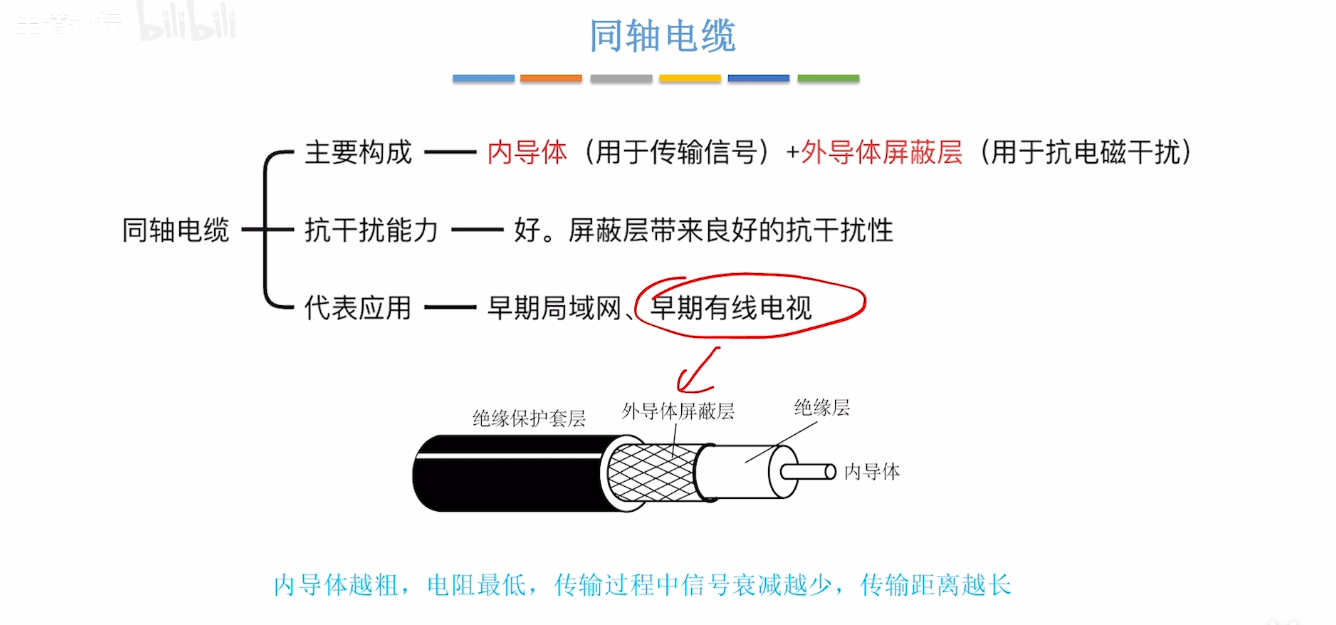 bilibili
同轴电缆
主要构成 内导体（用于传输信号）+外导体屏蔽层（用于抗电磁干扰）
同轴电缆 抗干扰能力 好。屏蔽层带来良好的抗干扰性
代表应用 早期局域网、早期有线电视
绝缘保护套层 外导体屏蔽层 绝缘层
内导体
内导体越粗，电阻最低，传输过程中信号衰减越少，传输距离越长